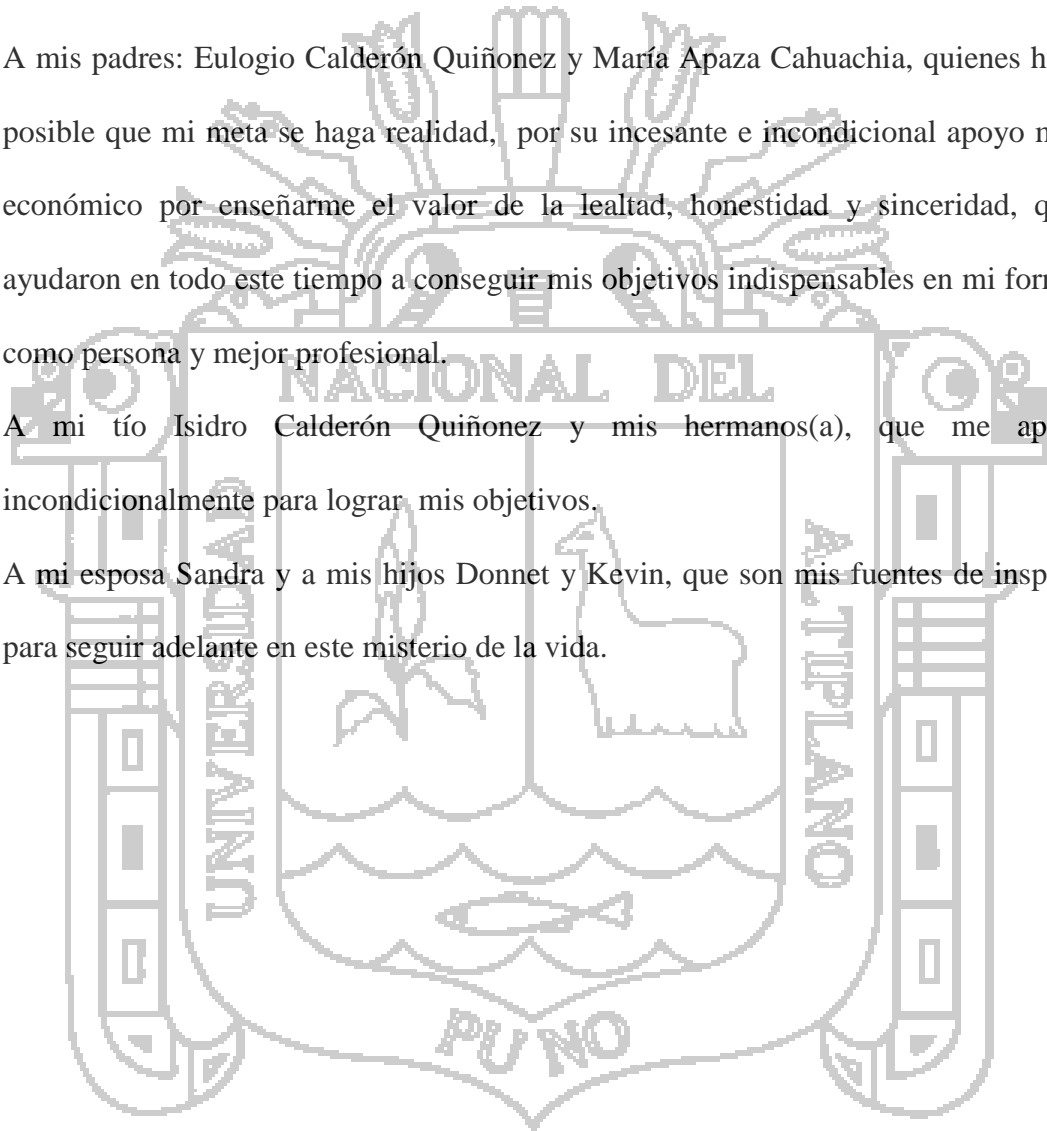 A mis padres: Eulogio Calderón Quiñonez y María Apaza Cahuachia, quienes
posible que mi meta se haga realidad, por su incesante e incondicional apoyo
económico por enseñarme el valor de la lealtad, honestidad y sinceridad,
ayudaron en todo este tiempo a conseguir mis objetivos indispensables en mi
como persona y mejor profesional.
NACIONAL DEL
A mi tío Isidro Calderón Quiñonez y mis hermanos(a), que me
incondicionalmente para lograr mis objetivos.
A mi esposa Sandra y a mis hijos Donnet y Kevin, que son mis fuentes de
para seguir adelante en este misterio de la vida.
UNIVERSIDAD
ALTIPLANO
PUNO